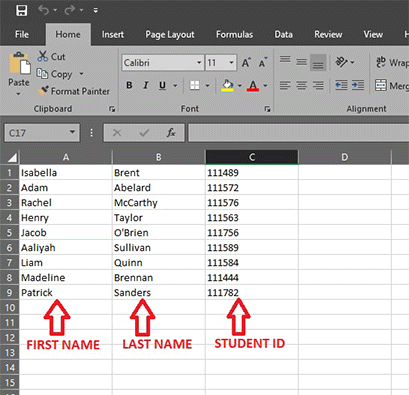 File Home Insert Page Layout Formulas Data Review View
Cut
Copy
Paste
Format Painter
Clipboard
Calibri 11 A A
B I U A
Font
ab Wrap
Merge
Alignment
C17 fx
A B C D
1 Isabella Brent 111489
2 Adam Abelard 111572
3 Rachel McCarthy 111576
4 Henry Taylor 111563
5 Jacob O'Brien 111756
6 Aaliyah Sullivan 111589
7 Liam Quinn 111584
8 Madeline Brennan 111444
9 Patrick Sanders 111782
10
11
12
13
14
15
FIRST NAME LAST NAME STUDENT ID